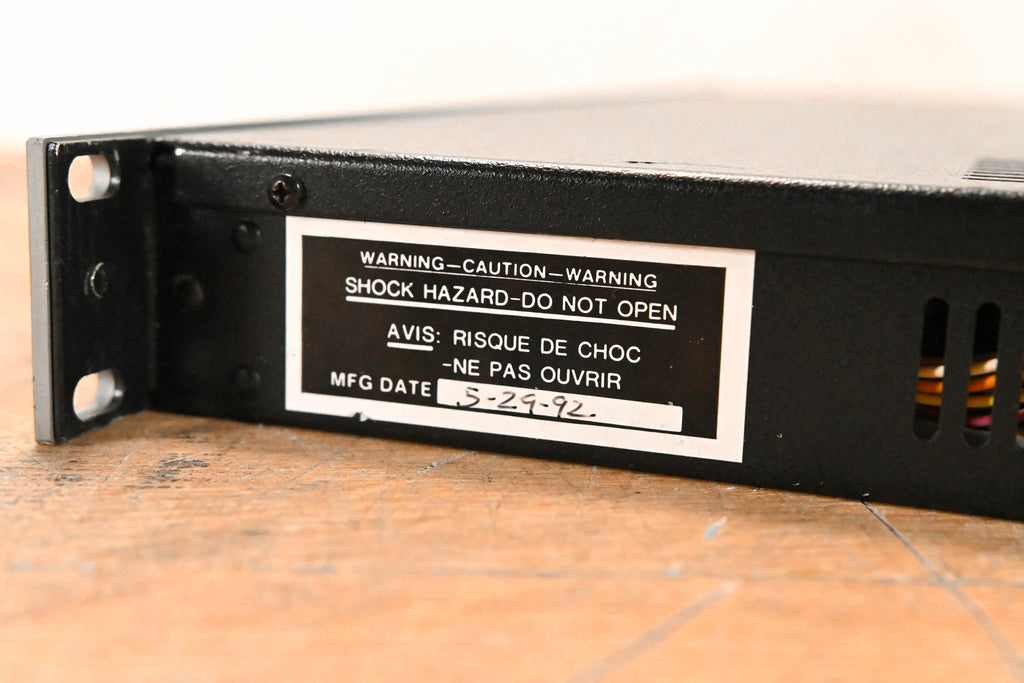 WARNING—CAUTION—WARNING
SHOCK HAZARD-DO NOT OPEN
AVIS: RISQUE DE CHOC
-NE PAS OUVRIR
MFG DATE 5-29-92